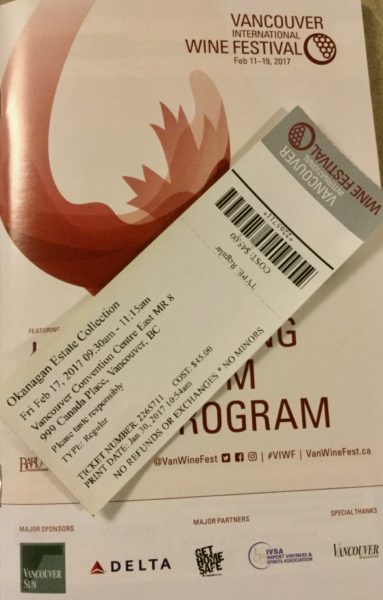 VANCOUVER
INTERNATIONAL
WINE FESTIVAL
Feb 11–19, 2017
VANCOUVER
INTERNATIONAL
WINE FESTIVAL
*2265711*
COST: $45.00
TYPE: Regular
Okanagan Estate Collection
Fri Feb 17, 2017 09:30am - 11:15am
Vancouver Convention Centre East MR 8
999 Canada Place, Vancouver, BC
Please taste responsibly
TYPE: Regular
TICKET NUMBER: 2265711 COST: $45.00
PRINT DATE: Jan 30, 2017 10:54am
NO REFUNDS OR EXCHANGES * NO MINORS
FEATURING
NG
M
ROGRAM
BARD
@VanWineFest | #VIWF | VanWineFest.ca
MAJOR SPONSORS
MAJOR PARTNERS
SPECIAL THANKS
VANCOUVER
SUN
DELTA
GET
HOME
SAFE
IVSA
IMPORT VINTNERS &
SPIRITS ASSOCIATION
VANCOUVER